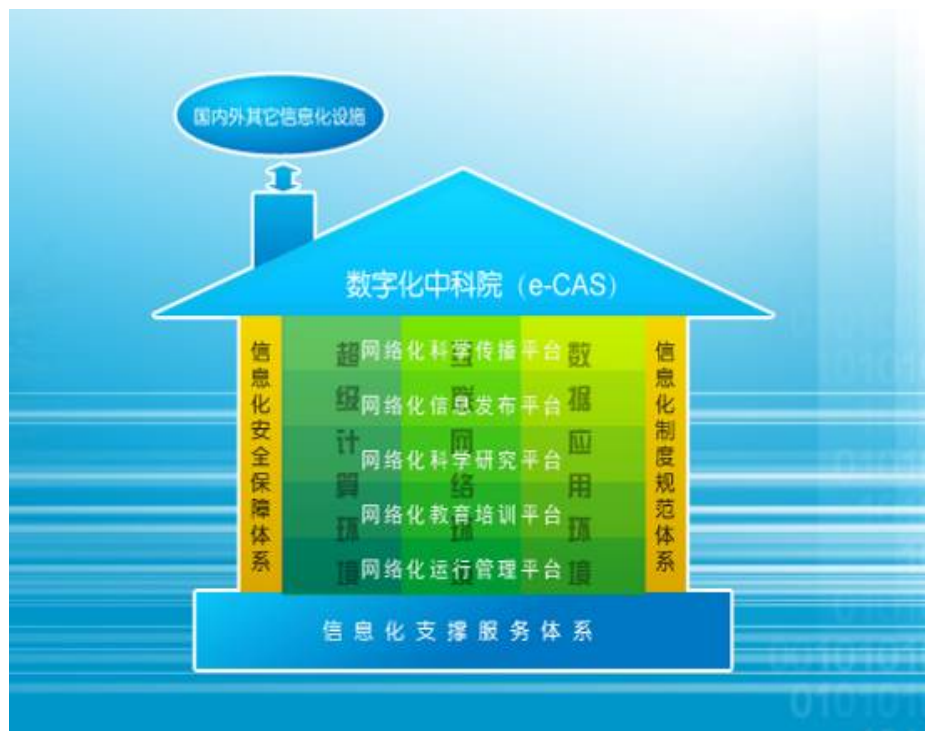 国内外其它信息化设施
数字化中科院（e-CAS）
信息化安全保障体系
超级计算环境
互联网络环境
数据应用环境
网络化科学传播平台
网络化信息发布平台
网络化科学研究平台
网络化教育培训平台
网络化运行管理平台
信息化制度规范体系
信息化支撑服务体系